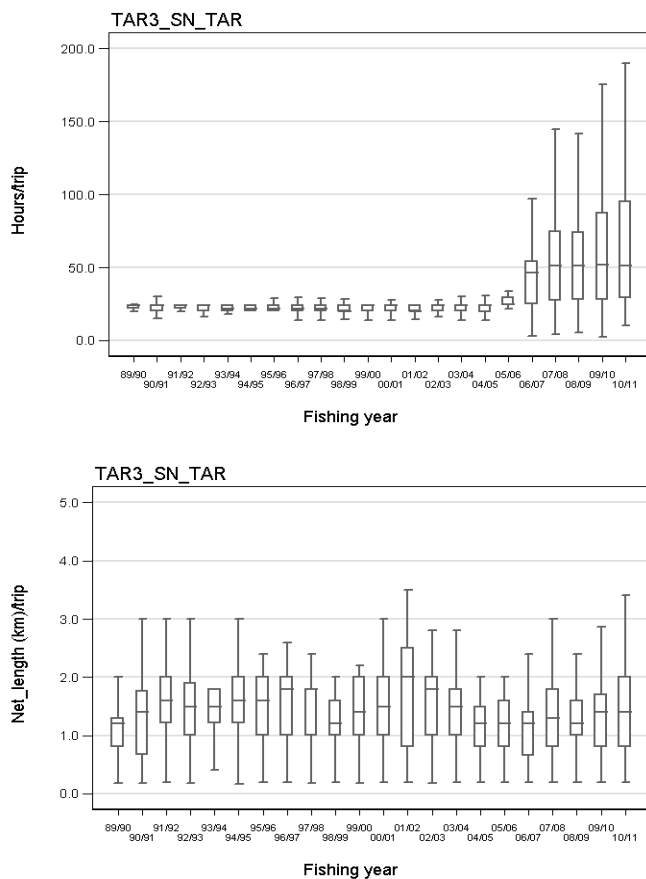 TAR3_SN_TAR
200.0
150.0
100.0
50.0
0.0
Hours/trip
89/90 91/92 93/94 95/96 97/98 99/00 01/02 03/04 05/06 07/08 09/10
90/91 92/93 94/95 96/97 98/99 00/01 02/03 04/05 06/07 08/09 10/11
Fishing year
TAR3_SN_TAR
5.0
4.0
3.0
2.0
1.0
0.0
Net_length (km)/trip
89/90 91/92 93/94 95/96 97/98 99/00 01/02 03/04 05/06 07/08 09/10
90/91 92/93 94/95 96/97 98/99 00/01 02/03 04/05 06/07 08/09 10/11
Fishing year